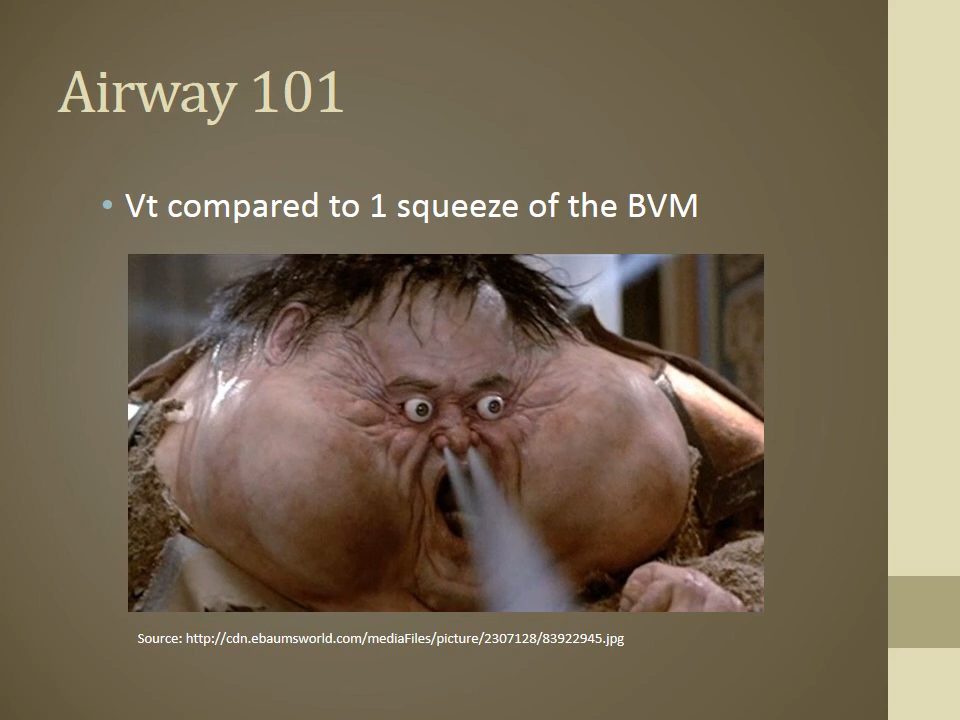 Airway 101
• Vt compared to 1 squeeze of the BVM
Source: http://cdn.ebaumsworld.com/mediaFiles/picture/2307128/83922945.jpg